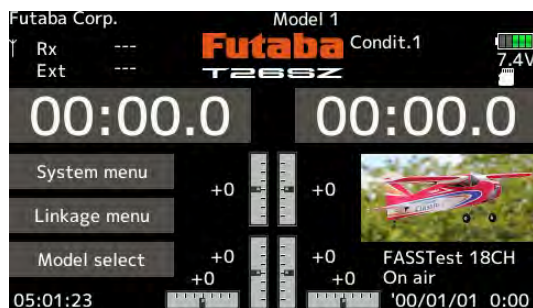 Futaba Corp.
Model 1
Rx ---
Ext ---
Futaba
T26SZ
Condit.1
7.4V
00:00.0
00:00.0
System menu
Linkage menu
Model select
+0
+0
+0
+0
+0
+0
FASSTest 18CH
On air
05:01:23
'00/01/01 0:00